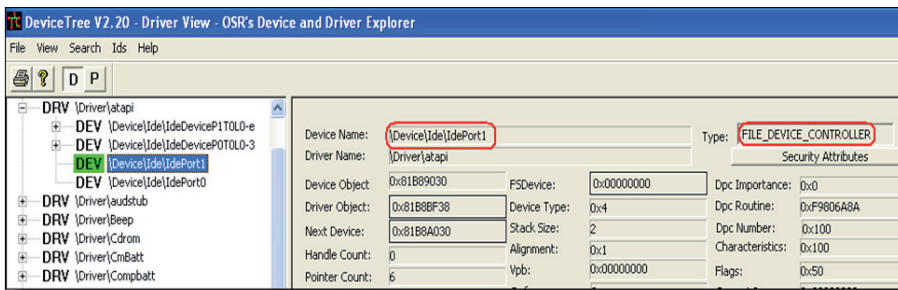 DeviceTree V2.20 - Driver View - OSR's Device and Driver Explorer
File View Search Ids Help
D P
DRV \Driver\atapi
DEV \Device\Ide\IdeDeviceP1T0L0-e
DEV \Device\Ide\IdeDeviceP0T0L0-3
DEV \Device\Ide\IdePort1
DEV \Device\Ide\IdePort0
DRV \Driver\audstub
DRV \Driver\Beep
DRV \Driver\Cdrom
DRV \Driver\CmBatt
DRV \Driver\Compbatt
Device Name: \Device\Ide\IdePort1 Type: FILE_DEVICE_CONTROLLER
Driver Name: \Driver\atapi Security Attributes
Device Object 0x81B89030 FSDevice: 0x00000000 Dpc Importance: 0x0
Driver Object: 0x81B8BF38 Device Type: 0x4 Dpc Routine: 0xF9806A8A
Next Device: 0x81B8A030 Stack Size: 2 Dpc Number: 0x100
Handle Count: 0 Alignment: 0x1 Characteristics: 0x100
Pointer Count: 6 Vpb: 0x00000000 Flags: 0x50